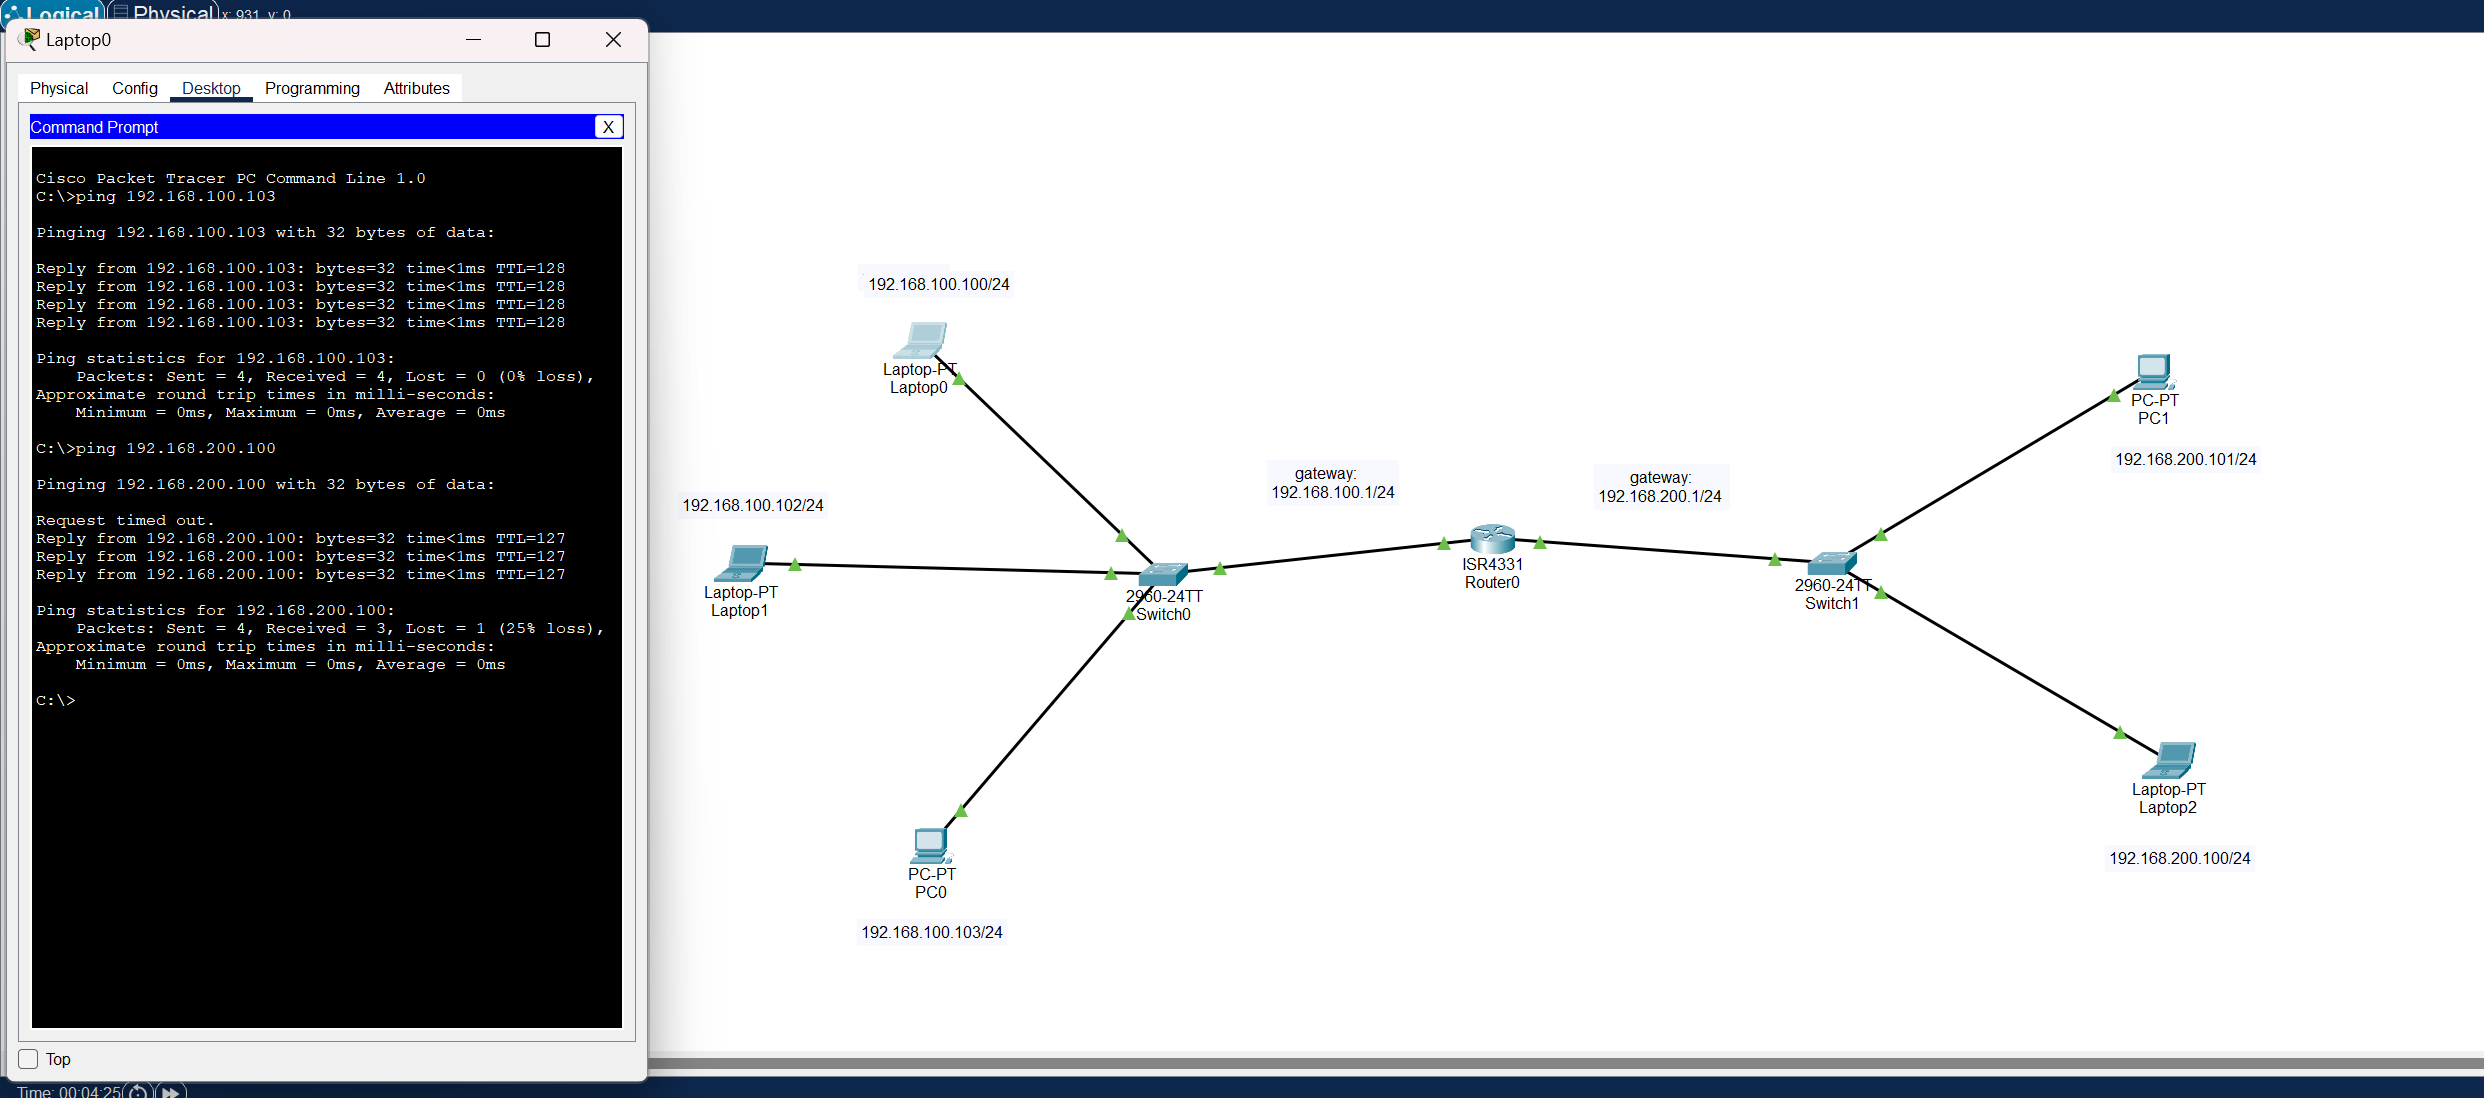 Logical Physical x: 931, y: 0
Laptop0
Physical Config Desktop Programming Attributes
Command Prompt X
Cisco Packet Tracer PC Command Line 1.0
C:\>ping 192.168.100.103
Pinging 192.168.100.103 with 32 bytes of data:
Reply from 192.168.100.103: bytes=32 time<1ms TTL=128
Reply from 192.168.100.103: bytes=32 time<1ms TTL=128
Reply from 192.168.100.103: bytes=32 time<1ms TTL=128
Reply from 192.168.100.103: bytes=32 time<1ms TTL=128
Ping statistics for 192.168.100.103:
Packets: Sent = 4, Received = 4, Lost = 0 (0% loss),
Approximate round trip times in milli-seconds:
Minimum = 0ms, Maximum = 0ms, Average = 0ms
C:\>ping 192.168.200.100
Pinging 192.168.200.100 with 32 bytes of data:
Request timed out.
Reply from 192.168.200.100: bytes=32 time<1ms TTL=127
Reply from 192.168.200.100: bytes=32 time<1ms TTL=127
Reply from 192.168.200.100: bytes=32 time<1ms TTL=127
Ping statistics for 192.168.200.100:
Packets: Sent = 4, Received = 3, Lost = 1 (25% loss),
Approximate round trip times in milli-seconds:
Minimum = 0ms, Maximum = 0ms, Average = 0ms
C:\>
Top
Time: 00:04:25
192.168.100.100/24
Laptop-PT
Laptop0
192.168.100.102/24
Laptop-PT
Laptop1
2960-24TT
Switch0
PC-PT
PC0
192.168.100.103/24
gateway:
192.168.100.1/24
ISR4331
Router0
gateway:
192.168.200.1/24
2960-24TT
Switch1
PC-PT
PC1
192.168.200.101/24
Laptop-PT
Laptop2
192.168.200.100/24